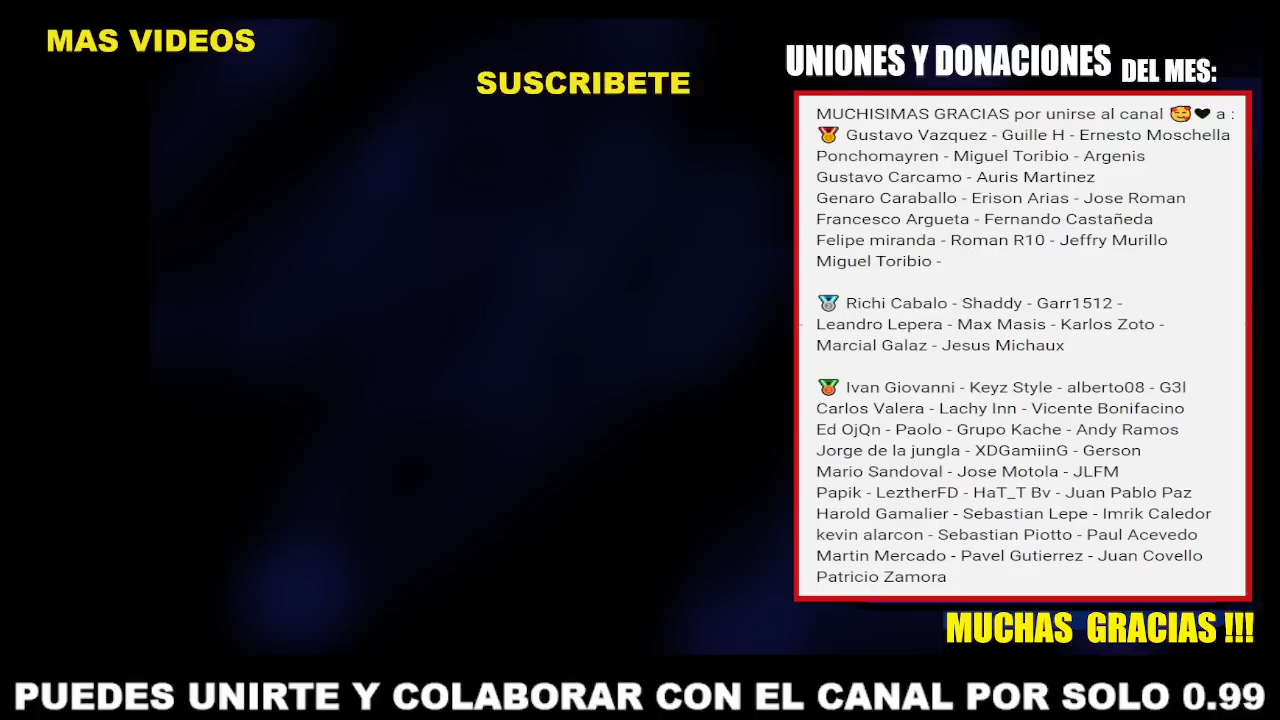 MAS VIDEOS
SUSCRIBETE
UNIONES Y DONACIONES DEL MES:
MUCHISIMAS GRACIAS por unirse al canal 🥰🖤 a :
🥇 Gustavo Vazquez - Guille H - Ernesto Moschella
Ponchomayren - Miguel Toribio - Argenis
Gustavo Carcamo - Auris Martinez
Genaro Caraballo - Erison Arias - Jose Roman
Francesco Argueta - Fernando Castañeda
Felipe miranda - Roman R10 - Jeffry Murillo
Miguel Toribio -
🥈 Richi Cabalo - Shaddy - Garr1512 -
- Leandro Lepera - Max Masis - Karlos Zoto -
Marcial Galaz - Jesus Michaux
🥉 Ivan Giovanni - Keyz Style - alberto08 - G3l
Carlos Valera - Lachy Inn - Vicente Bonifacino
Ed OjQn - Paolo - Grupo Kache - Andy Ramos
Jorge de la jungla - XDGamiinG - Gerson
Mario Sandoval - Jose Motola - JLFM
Papik - LeztherFD - HaT_T Bv - Juan Pablo Paz
Harold Gamalier - Sebastian Lepe - Imrik Caledor
kevin alarcon - Sebastian Piotto - Paul Acevedo
Martin Mercado - Pavel Gutierrez - Juan Covello
Patricio Zamora
MUCHAS GRACIAS !!!
PUEDES UNIRTE Y COLABORAR CON EL CANAL POR SOLO 0.99